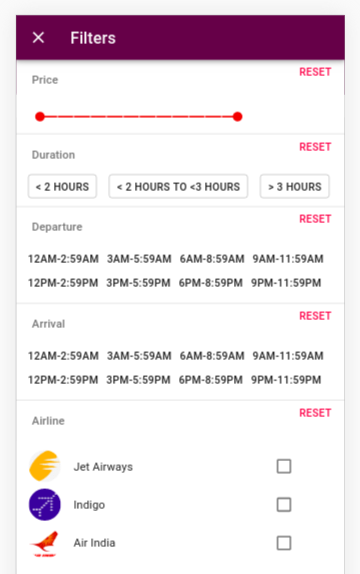 Filters
Price RESET
Duration RESET
< 2 HOURS < 2 HOURS TO <3 HOURS > 3 HOURS
Departure RESET
12AM-2:59AM 3AM-5:59AM 6AM-8:59AM 9AM-11:59AM
12PM-2:59PM 3PM-5:59PM 6PM-8:59PM 9PM-11:59PM
Arrival RESET
12AM-2:59AM 3AM-5:59AM 6AM-8:59AM 9AM-11:59AM
12PM-2:59PM 3PM-5:59PM 6PM-8:59PM 9PM-11:59PM
Airline RESET
Jet Airways
Indigo
Air India